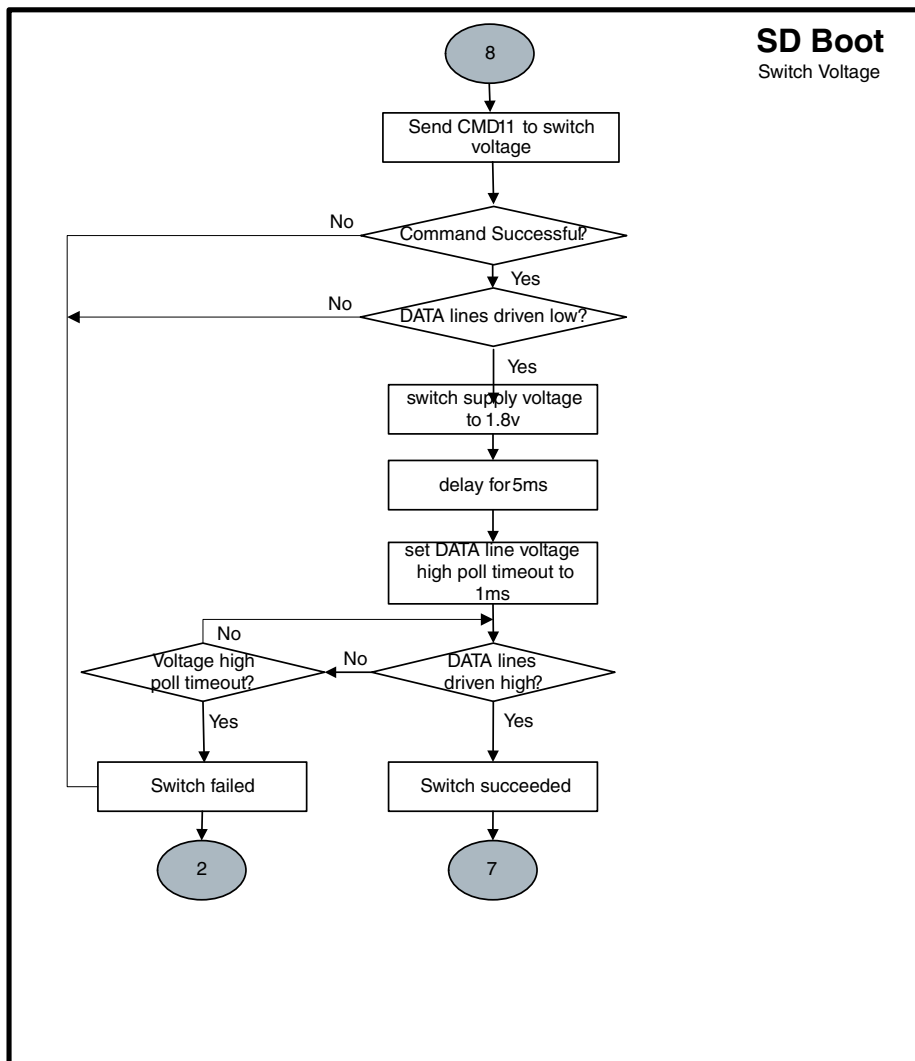 SD Boot
Switch Voltage
8
Send CMD11 to switch
voltage
No
Command Successful?
Yes
No
DATA lines driven low?
Yes
switch supply voltage
to 1.8v
delay for 5ms
set DATA line voltage
high poll timeout to
1ms
No
Voltage high
poll timeout?
No
DATA lines
driven high?
Yes
Yes
Switch failed
Switch succeeded
2
7